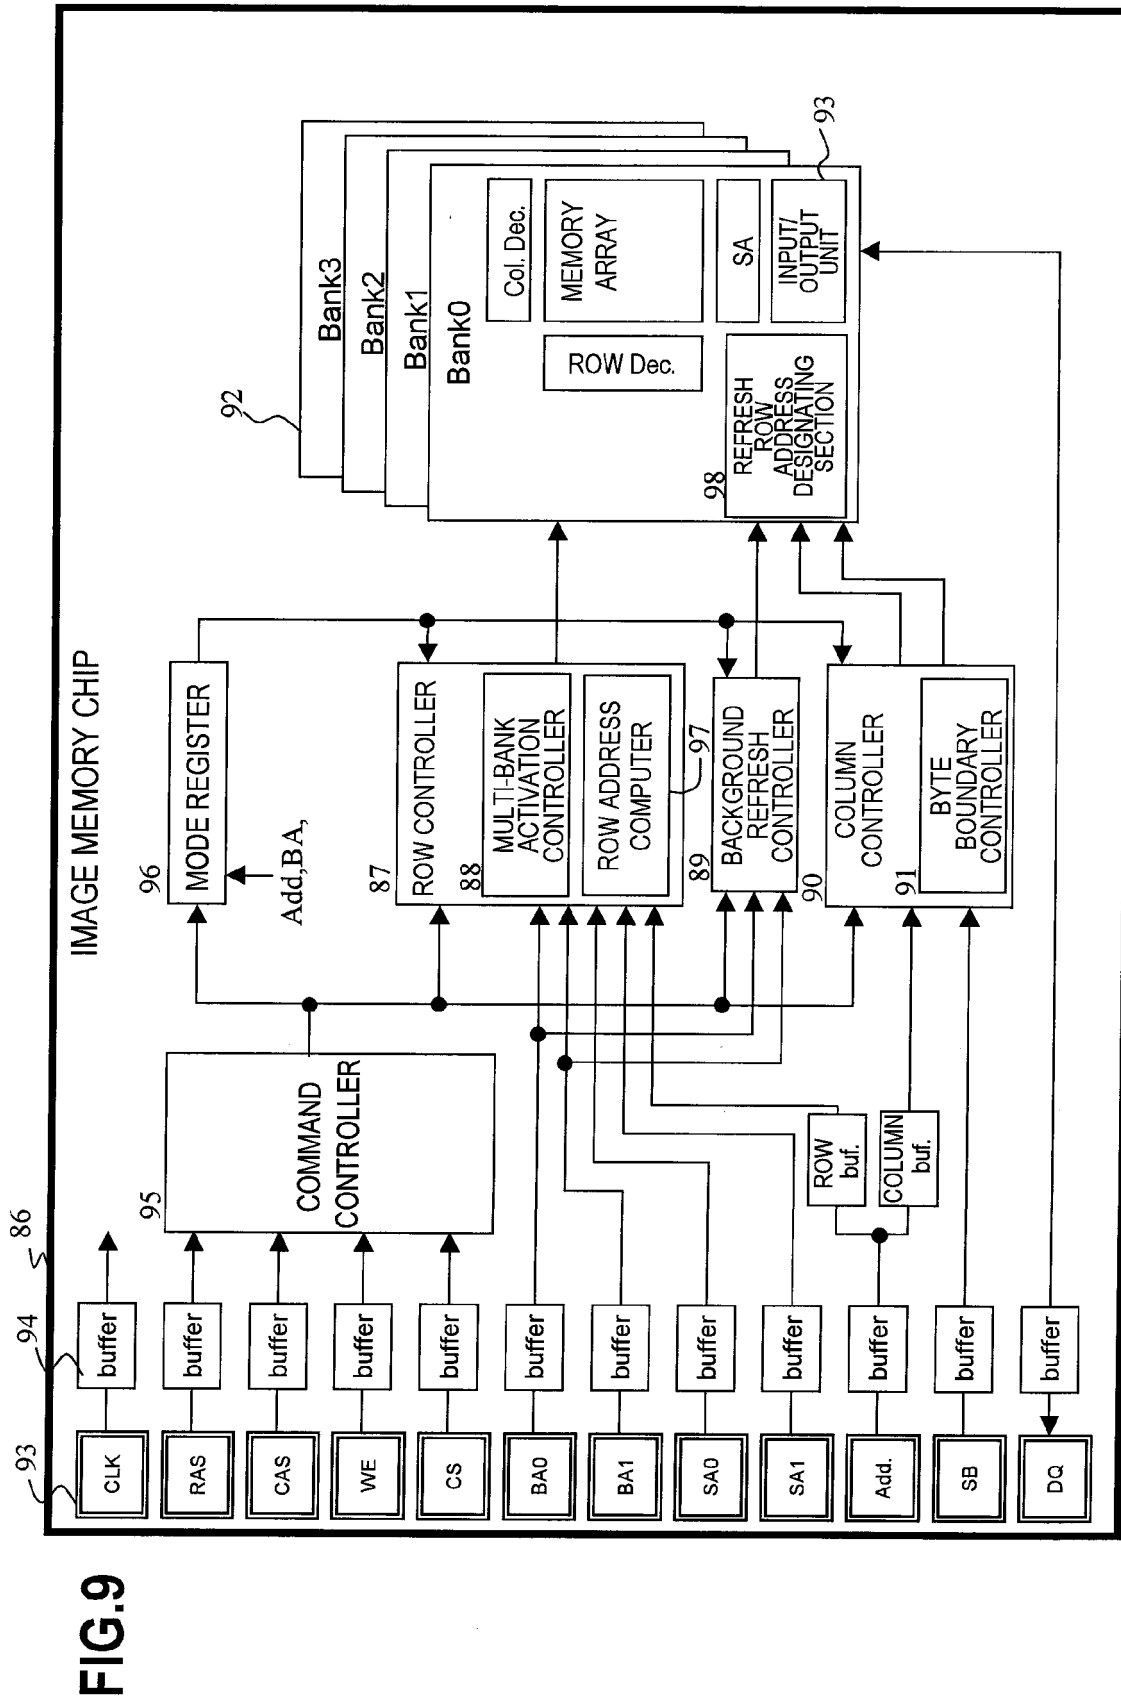 FIG.9
IMAGE MEMORY CHIP
86
93
94
CLK
buffer
RAS
buffer
CAS
buffer
WE
buffer
CS
buffer
BA0
buffer
BA1
buffer
SA0
buffer
SA1
buffer
Add.
buffer
SB
buffer
DQ
buffer
95
COMMAND
CONTROLLER
ROW
buf.
COLUMN
buf.
96
MODE REGISTER
Add,BA,
87
ROW CONTROLLER
88
MULTI-BANK
ACTIVATION
CONTROLLER
ROW ADDRESS
COMPUTER
97
89
BACKGROUND
REFRESH
CONTROLLER
90
COLUMN
CONTROLLER
91
BYTE
BOUNDARY
CONTROLLER
92
Bank3
Bank2
Bank1
Bank0
Col. Dec.
ROW Dec.
MEMORY
ARRAY
SA
98
REFRESH
ROW
ADDRESS
DESIGNATING
SECTION
INPUT/
OUTPUT
UNIT
93